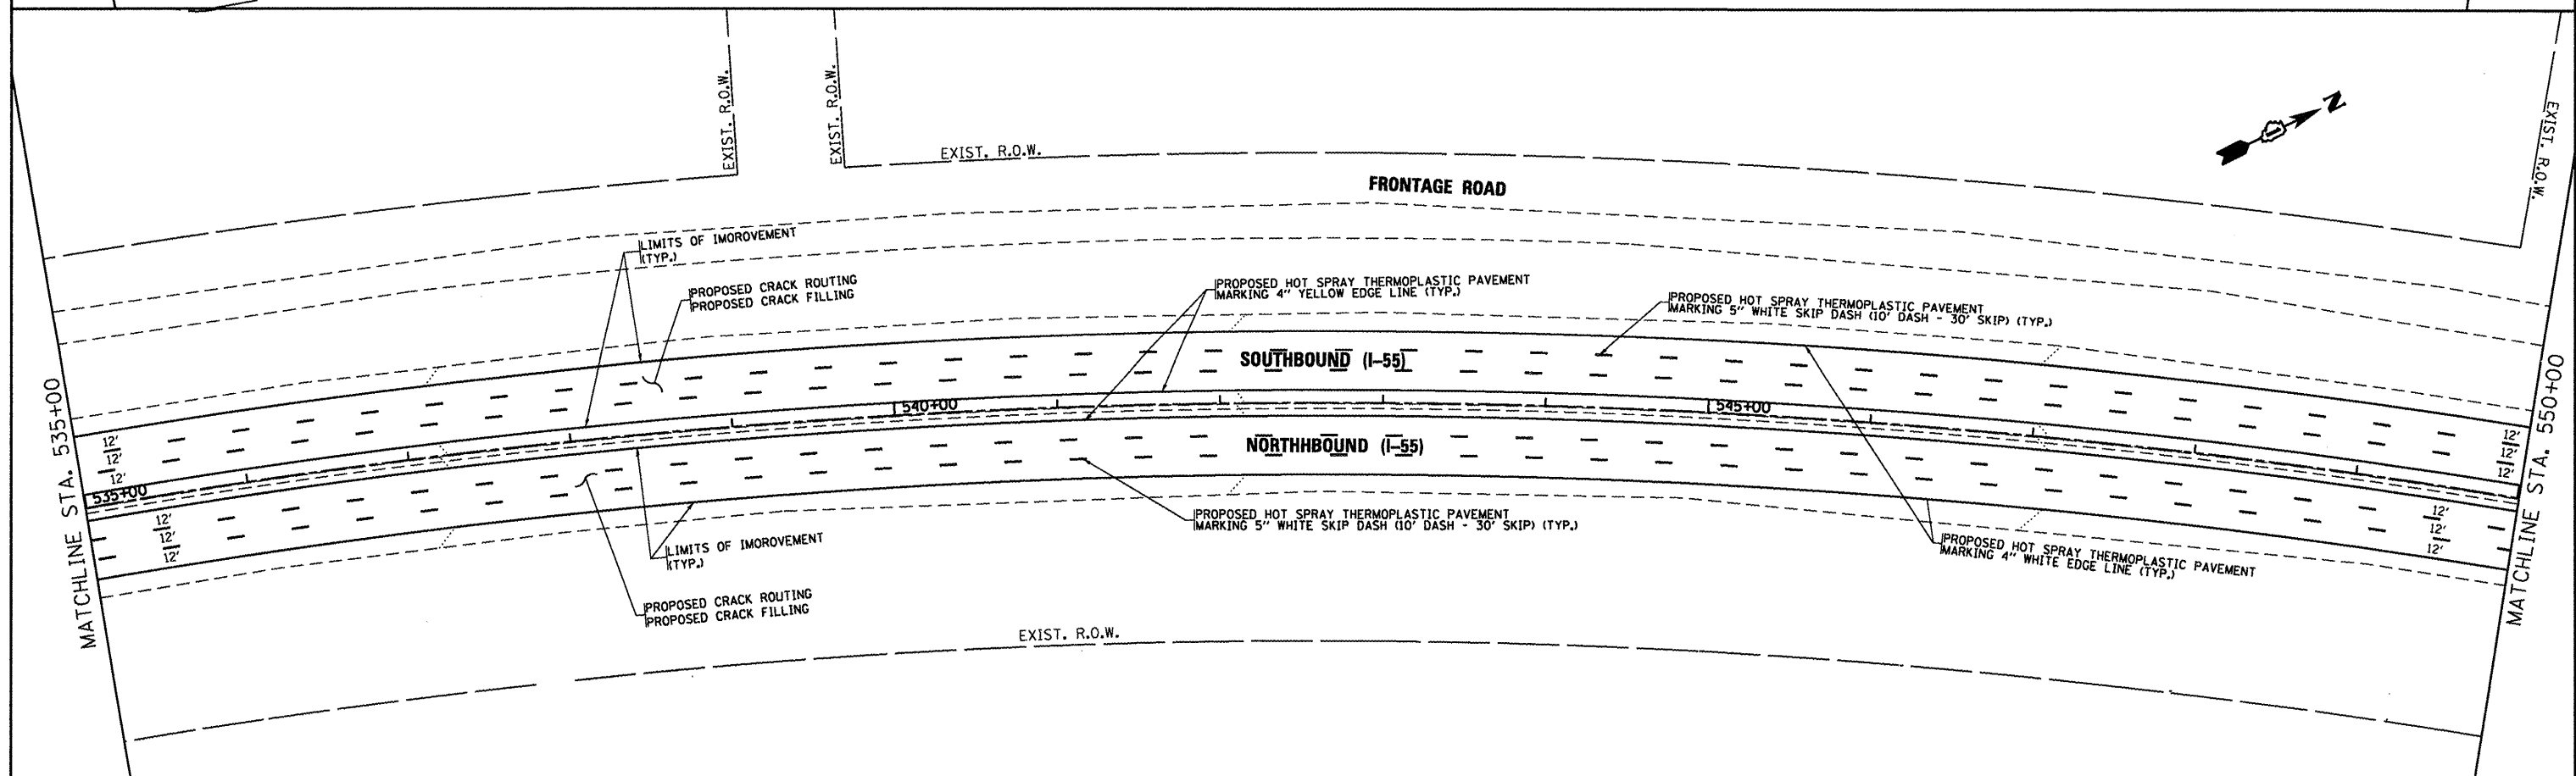 EXIST. R.O.W.
EXIST. R.O.W.
EXIST. R.O.W.
EXIST. R.O.W.
N
FRONTAGE ROAD
LIMITS OF IMOROVEMENT
(TYP.)
PROPOSED CRACK ROUTING
PROPOSED CRACK FILLING
PROPOSED HOT SPRAY THERMOPLASTIC PAVEMENT
MARKING 4" YELLOW EDGE LINE (TYP.)
PROPOSED HOT SPRAY THERMOPLASTIC PAVEMENT
MARKING 5" WHITE SKIP DASH (10' DASH - 30' SKIP) (TYP.)
SOUTHBOUND (I-55)
MATCHLINE STA. 535+00
12'
12'
12'
535+00
540+00
545+00
12'
12'
12'
MATCHLINE STA. 550+00
NORTHHBOUND (I-55)
12'
12'
12'
12'
12'
12'
LIMITS OF IMOROVEMENT
(TYP.)
PROPOSED HOT SPRAY THERMOPLASTIC PAVEMENT
MARKING 5" WHITE SKIP DASH (10' DASH - 30' SKIP) (TYP.)
PROPOSED HOT SPRAY THERMOPLASTIC PAVEMENT
MARKING 4" WHITE EDGE LINE (TYP.)
PROPOSED CRACK ROUTING
PROPOSED CRACK FILLING
EXIST. R.O.W.